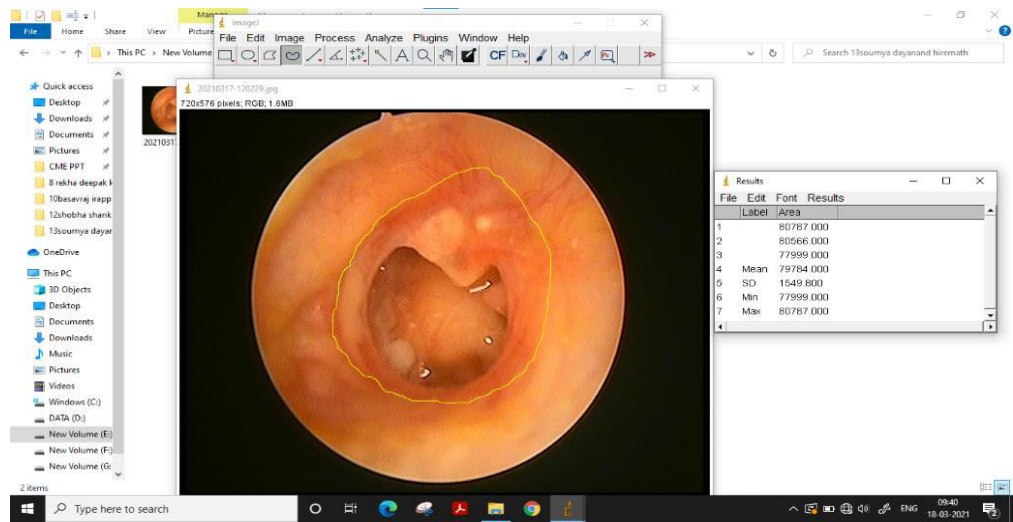 File Home Share View Picture
ImageJ
File Edit Image Process Analyze Plugins Window Help
CF Dev
This PC > New Volume
Search 13soumya dayanand hiremath
Quick access
Desktop
Downloads
Documents
Pictures
CME PPT
8 rekha deepak k
10basavraj irapp
12shobha shank
13soumya dayar
OneDrive
This PC
3D Objects
Desktop
Documents
Downloads
Music
Pictures
Videos
Windows (C:)
DATA (D:)
New Volume (E:)
New Volume (F:)
New Volume (G:
2 items
2021031
20210317-120229.jpg
720x576 pixels; RGB; 1.6MB
Results
File Edit Font Results
Label Area
1 80787.000
2 80566.000
3 77999.000
4 Mean 79784.000
5 SD 1549.800
6 Min 77999.000
7 Max 80787.000
Type here to search
ENG
09:40
18-03-2021